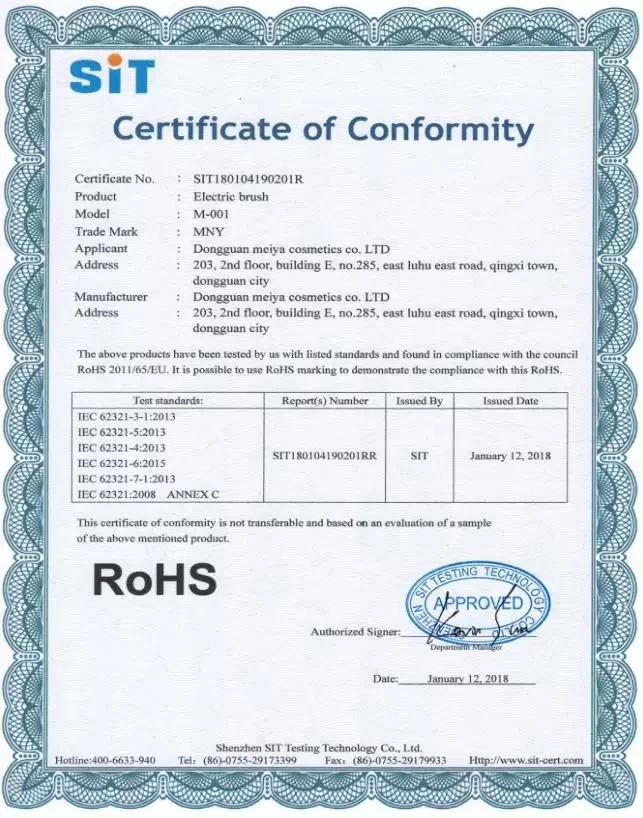 SiT
Certificate of Conformity
Certificate No. : SIT180104190201R
Product : Electric brush
Model : M-001
Trade Mark : MNY
Applicant : Dongguan meiya cosmetics co. LTD
Address : 203, 2nd floor, building E, no.285, east luhu east road, qingxi town,
dongguan city
Manufacturer : Dongguan meiya cosmetics co. LTD
Address : 203, 2nd floor, building E, no.285, east luhu east road, qingxi town,
dongguan city
The above products have been tested by us with listed standards and found in compliance with the council
RoHS 2011/65/EU. It is possible to use RoHS marking to demonstrate the compliance with this RoHS.
Test standards: Report(s) Number Issued By Issued Date
IEC 62321-3-1:2013
IEC 62321-5:2013
IEC 62321-4:2013
IEC 62321-6:2015
IEC 62321-7-1:2013
IEC 62321:2008 ANNEX C
SIT180104190201RR SIT January 12, 2018
This certificate of conformity is not transferable and based on an evaluation of a sample
of the above mentioned product.
RoHS
SIT TESTING TECHNOLOGY CO.
APPROVED
Authorized Signer:
Department Manager
Date: January 12, 2018
Shenzhen SIT Testing Technology Co., Ltd.
Hotline:400-6633-940 Tel: (86)-0755-29173399 Fax: (86)-0755-29179933 Http://www.sit-cert.com